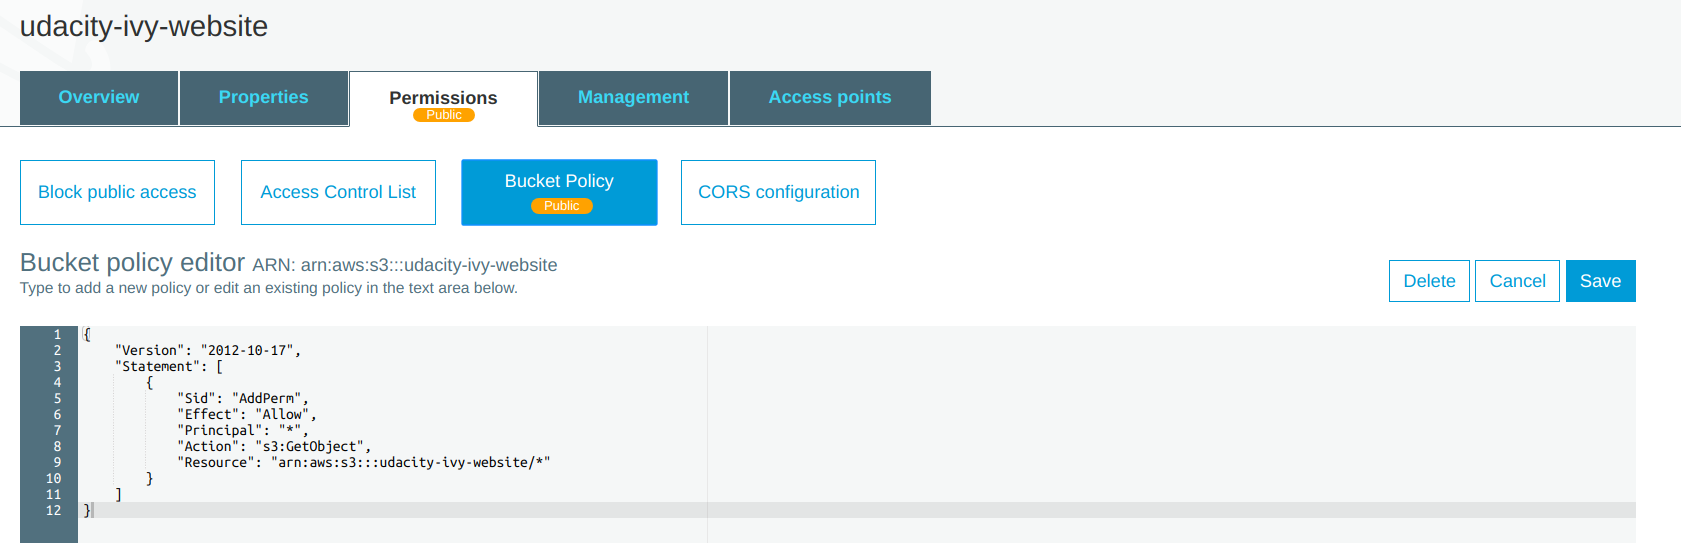 udacity-ivy-website
Overview Properties Permissions Management Access points
Public
Block public access Access Control List Bucket Policy CORS configuration
Public
Bucket policy editor ARN: arn:aws:s3:::udacity-ivy-website
Type to add a new policy or edit an existing policy in the text area below.
Delete Cancel Save
1 {
2 "Version": "2012-10-17",
3 "Statement": [
4 {
5 "Sid": "AddPerm",
6 "Effect": "Allow",
7 "Principal": "*",
8 "Action": "s3:GetObject",
9 "Resource": "arn:aws:s3:::udacity-ivy-website/*"
10 }
11 ]
12 }